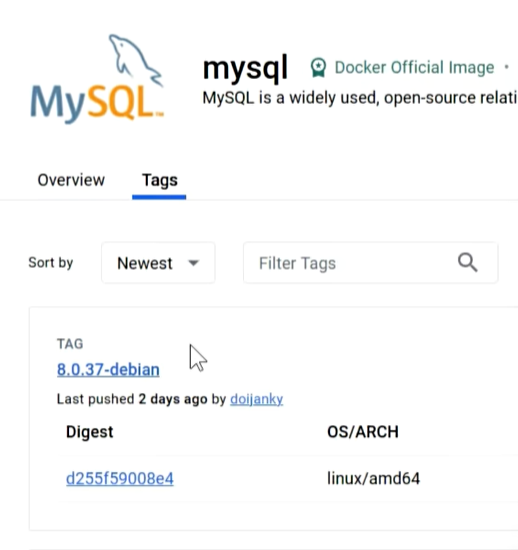 MySQL™
mysql Docker Official Image ·
MySQL is a widely used, open-source relati
Overview Tags
Sort by Newest Filter Tags
TAG
8.0.37-debian
Last pushed 2 days ago by doijanky
Digest OS/ARCH
d255f59008e4 linux/amd64